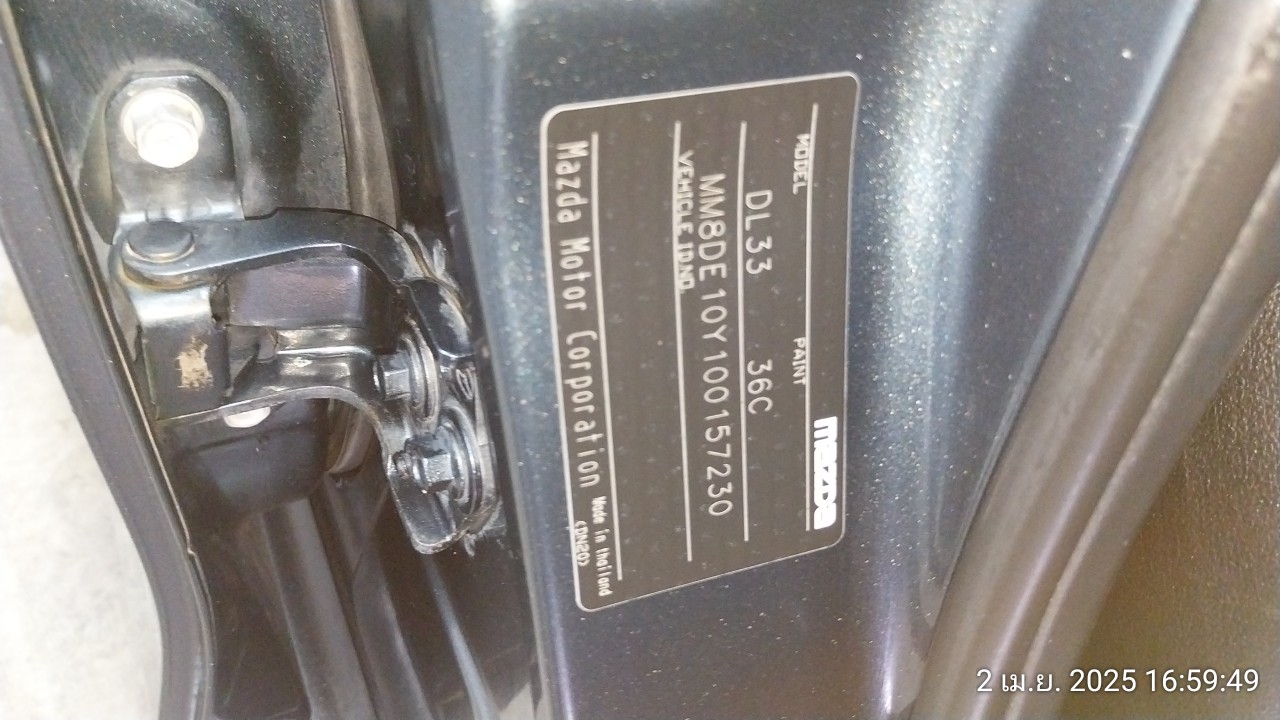 mazda
MODEL PAINT
DL33 36C
MM8DE10Y100157230
VEHICLE ID.NO.
Mazda Motor Corporation Made in thailand
2 เม.ย. 2025 16:59:49